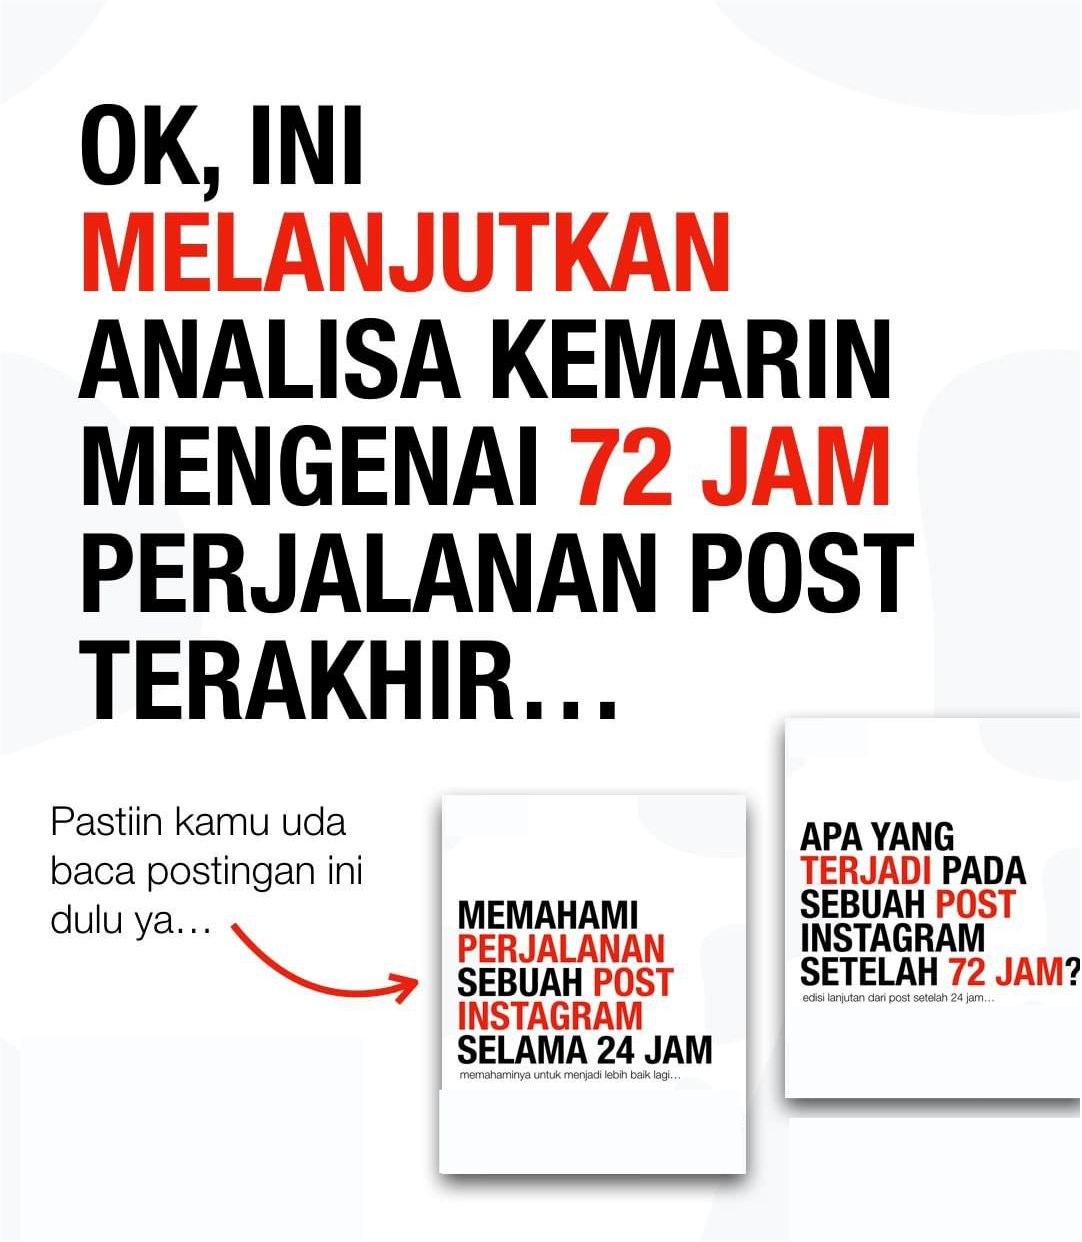 OK, INI
MELANJUTKAN
ANALISA KEMARIN
MENGENAI 72 JAM
PERJALANAN POST
TERAKHIR...
Pastiin kamu uda
baca postingan ini
dulu ya...
MEMAHAMI
PERJALANAN
SEBUAH POST
INSTAGRAM
SELAMA 24 JAM
memahaminya untuk menjadi lebih baik lagi...
APA YANG
TERJADI PADA
SEBUAH POST
INSTAGRAM
SETELAH 72 JAM?
edisi lanjutan dari post setelah 24 jam...